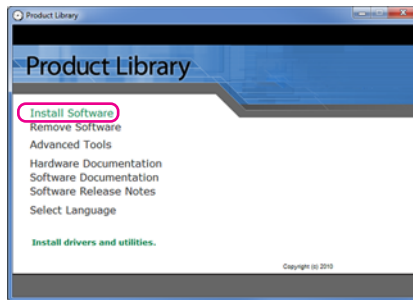 Product Library
Product Library
Install Software
Remove Software
Advanced Tools
Hardware Documentation
Software Documentation
Software Release Notes
Select Language
Install drivers and utilities.
Copyright (c) 2010